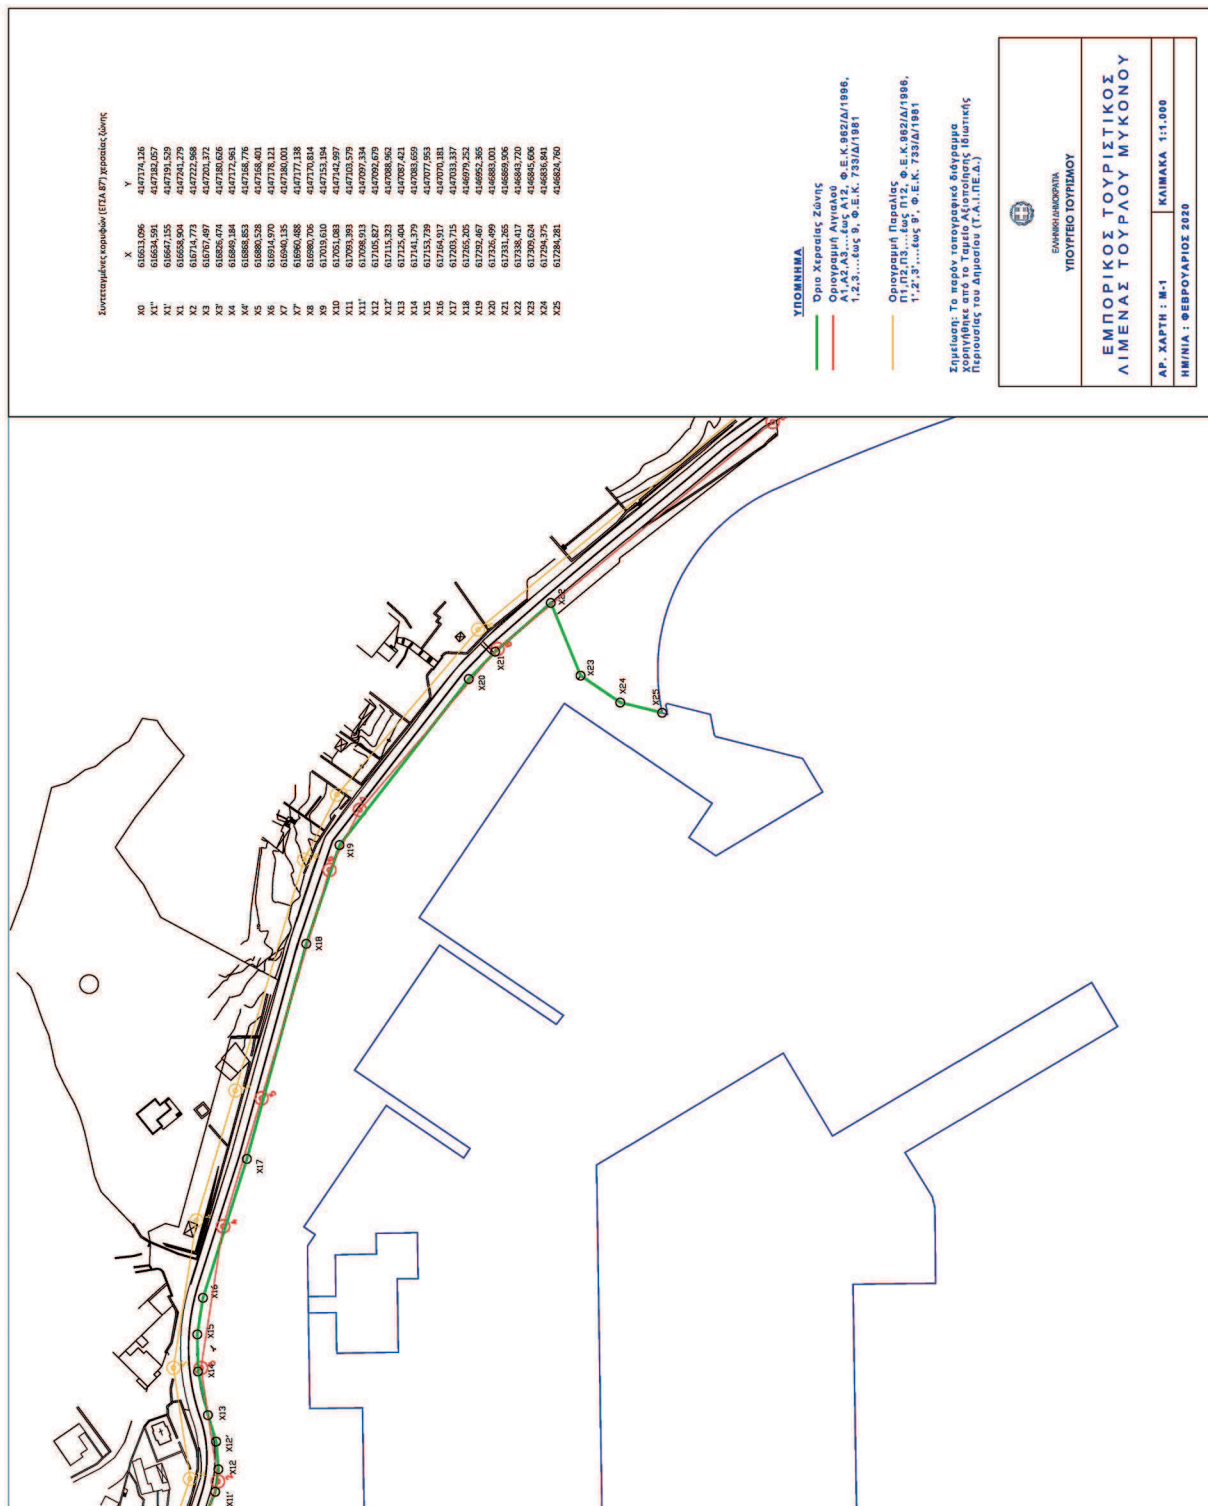 Συντεταγμένες κορυφών (ΕΓΣΑ 87) χερσαίας ζώνης
X Y
X0 616613,096 4147174,126
X1'' 616634,591 4147182,057
X1' 616647,155 4147191,529
X1 616658,904 4147241,279
X2 616714,773 4147222,968
X3 616767,497 4147201,372
X3' 616826,474 4147180,626
X4 616849,184 4147172,961
X4' 616868,853 4147168,776
X5 616880,528 4147168,401
X6 616914,970 4147178,121
X7 616940,135 4147180,001
X7' 616960,488 4147177,138
X8 616980,706 4147170,814
X9 617019,610 4147153,194
X10 617051,083 4147142,997
X11 617093,393 4147103,579
X11' 617098,913 4147097,334
X12 617105,827 4147092,679
X12' 617115,323 4147088,962
X13 617125,404 4147087,421
X14 617141,379 4147083,659
X15 617153,739 4147077,953
X16 617164,917 4147070,181
X17 617203,715 4147033,337
X18 617265,205 4146979,252
X19 617292,467 4146952,365
X20 617326,499 4146883,001
X21 617331,265 4146869,906
X22 617338,417 4146843,720
X23 617309,624 4146845,606
X24 617294,375 4146836,841
X25 617284,281 4146824,760
ΥΠΟΜΝΗΜΑ
Όριο Χερσαίας Ζώνης
Οριογραμμή Αιγιαλού
Α1,Α2,Α3,...έως Α12, Φ.Ε.Κ.962/Δ/1996,
1,2,3,...έως 9, Φ.Ε.Κ. 733/Δ/1981
Οριογραμμή Παραλίας
Π1,Π2,Π3,...έως Π12, Φ.Ε.Κ.962/Δ/1996,
1',2',3',...έως 9', Φ.Ε.Κ. 733/Δ/1981
Σημείωση: Το παρόν τοπογραφικό διάγραμμα
χορηγήθηκε από το Ταμείο Αξιοποίησης Ιδιωτικής
Περιουσίας του Δημοσίου (Τ.Α.Ι.ΠΕ.Δ.)
ΕΛΛΗΝΙΚΗ ΔΗΜΟΚΡΑΤΙΑ
ΥΠΟΥΡΓΕΙΟ ΤΟΥΡΙΣΜΟΥ
ΕΜΠΟΡΙΚΟΣ ΤΟΥΡΙΣΤΙΚΟΣ
ΛΙΜΕΝΑΣ ΤΟΥΡΛΟΥ ΜΥΚΟΝΟΥ
ΑΡ. ΧΑΡΤΗ : Μ-1 ΚΛΙΜΑΚΑ 1:1.000
ΗΜ/ΝΙΑ : ΦΕΒΡΟΥΑΡΙΟΣ 2020
X22
X21
X20
X23
X24
X25
X19
X18
X17
X16
X15
X14
X13
X12'
X12
X11'